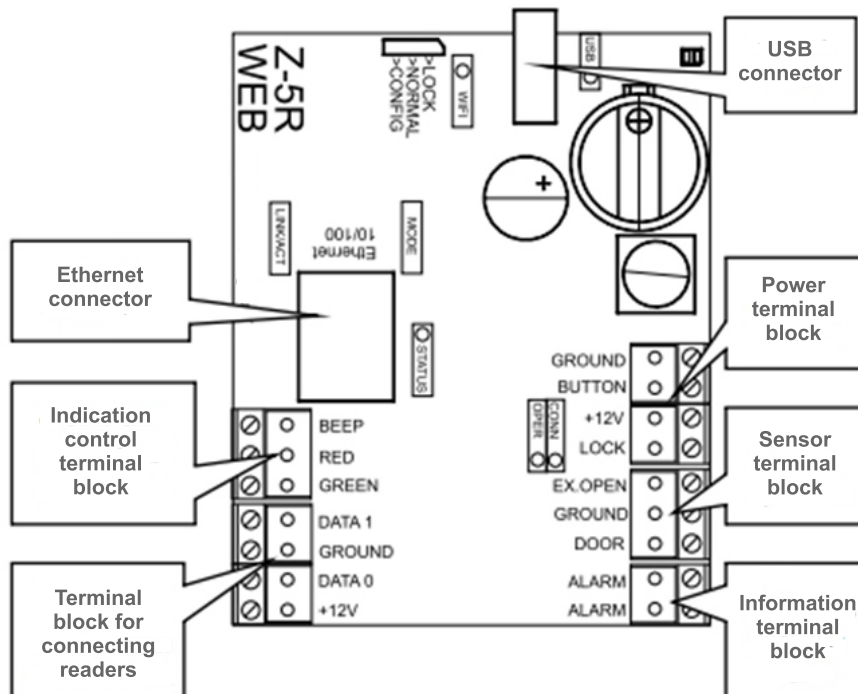 Z-5R
WEB
>LOCK
>NORMAL
>CONFIG
WiFi
USB
USB
connector
LINK/ACT
Ethernet
10/100
MODE
STATUS
Ethernet
connector
Power
terminal
block
GROUND
BUTTON
+12V
LOCK
CONN
OPER
Indication
control
terminal
block
BEEP
RED
GREEN
Sensor
terminal
block
EX.OPEN
GROUND
DOOR
DATA 1
GROUND
DATA 0
+12V
Terminal
block for
connecting
readers
ALARM
ALARM
Information
terminal
block
+